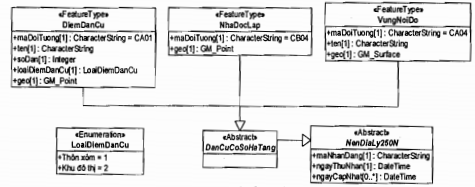 «FeatureType»
DiemDanCu
+maDoiTuong[1] : CharacterString = CA01
+ten[1] : CharacterString
+soDan[1] : Integer
+loaiDiemDanCu[1] : LoaiDiemDanCu
+geo[1] : GM_Point
«FeatureType»
NhaDocLap
+maDoiTuong[1] : CharacterString = CB04
+geo[1] : GM_Point
«FeatureType»
VungNoiDo
+maDoiTuong[1] : CharacterString = CA04
+ten[1] : CharacterString
+geo[1] : GM_Surface
«Enumeration»
LoaiDiemDanCu
+Thôn xóm = 1
+Khu đô thị = 2
«Abstract»
DanCuCoSoHaTang
«Abstract»
NenDiaLy250N
+maNhanDang[1] : CharacterString
+ngayThuNhan[1] : DateTime
+ngayCapNhat[0..*] : DateTime